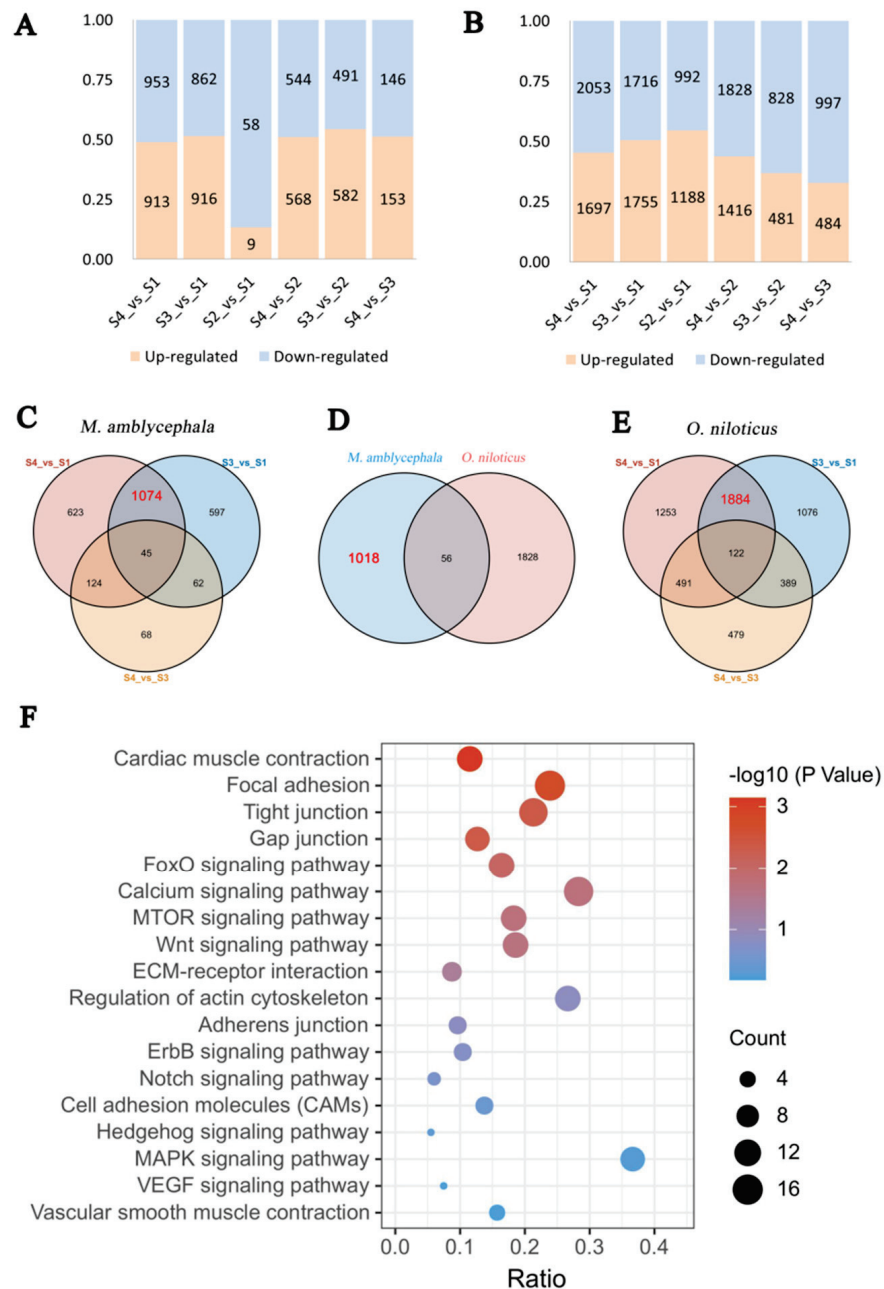 A
1.00
0.75
0.50
0.25
0.00
953
862
58
544
491
146
913
916
9
568
582
153
S4_vs_S1
S3_vs_S1
S2_vs_S1
S4_vs_S2
S3_vs_S2
S4_vs_S3
Up-regulated
Down-regulated
B
1.00
0.75
0.50
0.25
0.00
2053
1716
992
1828
828
997
1697
1755
1188
1416
481
484
S4_vs_S1
S3_vs_S1
S2_vs_S1
S4_vs_S2
S3_vs_S2
S4_vs_S3
Up-regulated
Down-regulated
C
M. amblycephala
S4_vs_S1
S3_vs_S1
1074
623
597
45
124
62
68
S4_vs_S3
D
M. amblycephala
O. niloticus
1018
56
1828
E
O. niloticus
S4_vs_S1
S3_vs_S1
1884
1253
1076
122
491
389
479
S4_vs_S3
F
Cardiac muscle contraction
Focal adhesion
Tight junction
Gap junction
FoxO signaling pathway
Calcium signaling pathway
MTOR signaling pathway
Wnt signaling pathway
ECM-receptor interaction
Regulation of actin cytoskeleton
Adherens junction
ErbB signaling pathway
Notch signaling pathway
Cell adhesion molecules (CAMs)
Hedgehog signaling pathway
MAPK signaling pathway
VEGF signaling pathway
Vascular smooth muscle contraction
0.0
0.1
0.2
0.3
0.4
Ratio
-log10 (P Value)
3
2
1
Count
4
8
12
16